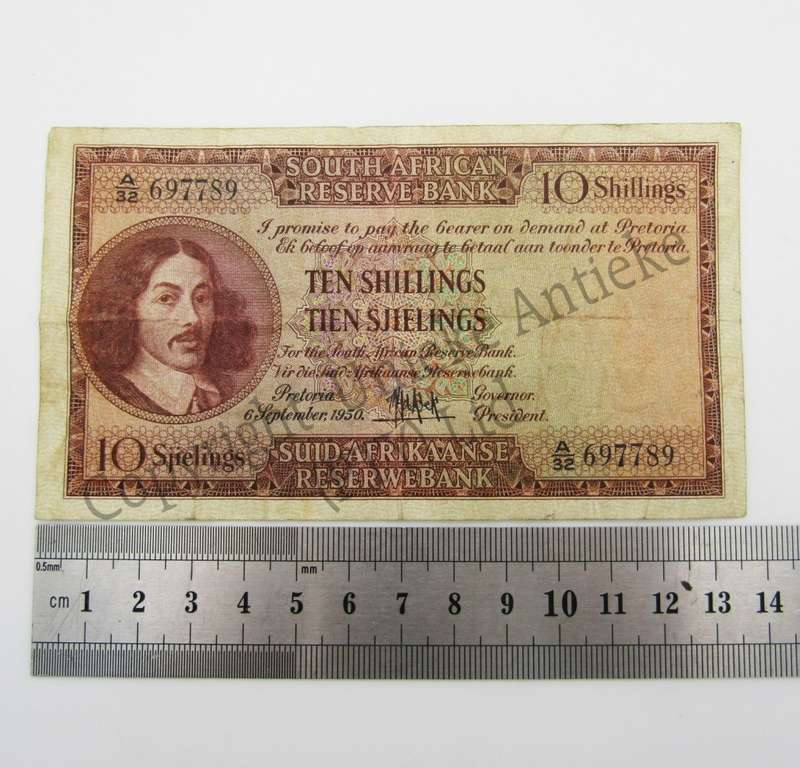 SOUTH AFRICAN
RESERVE BANK
A/32 697789
10 Shillings
I promise to pay the bearer on demand at Pretoria.
Ek beloof op aanvraag te betaal aan toonder te Pretoria.
TEN SHILLINGS
TIEN SJIELINGS
For the South African Reserve Bank.
Vir die Suid-Afrikaanse Reserwebank.
Pretoria
6 September, 1950.
Governor.
President.
10 Sjielings
SUID-AFRIKAANSE
RESERWEBANK
A/32 697789
Copyright
Antieke
0.5mm
mm
cm 1 2 3 4 5 6 7 8 9 10 11 12 13 14